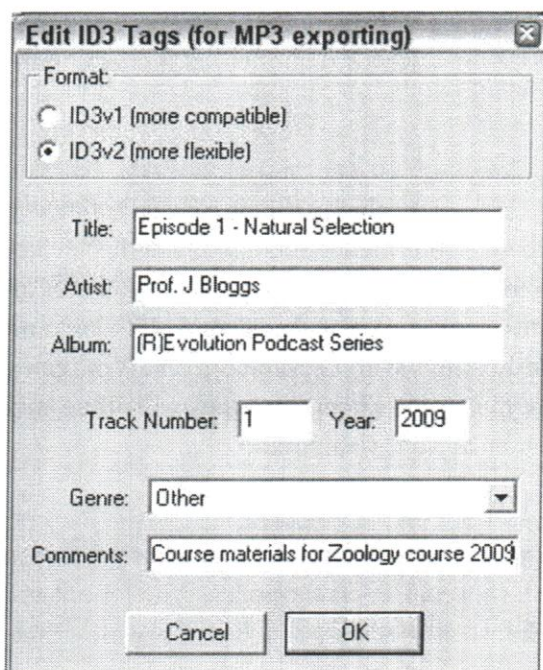 Edit ID3 Tags (for MP3 exporting)
Format:
ID3v1 (more compatible)
ID3v2 (more flexible)
Title: Episode 1 - Natural Selection
Artist: Prof. J Bloggs
Album: (R)Evolution Podcast Series
Track Number: 1 Year: 2009
Genre: Other
Comments: Course materials for Zoology course 2009
Cancel OK